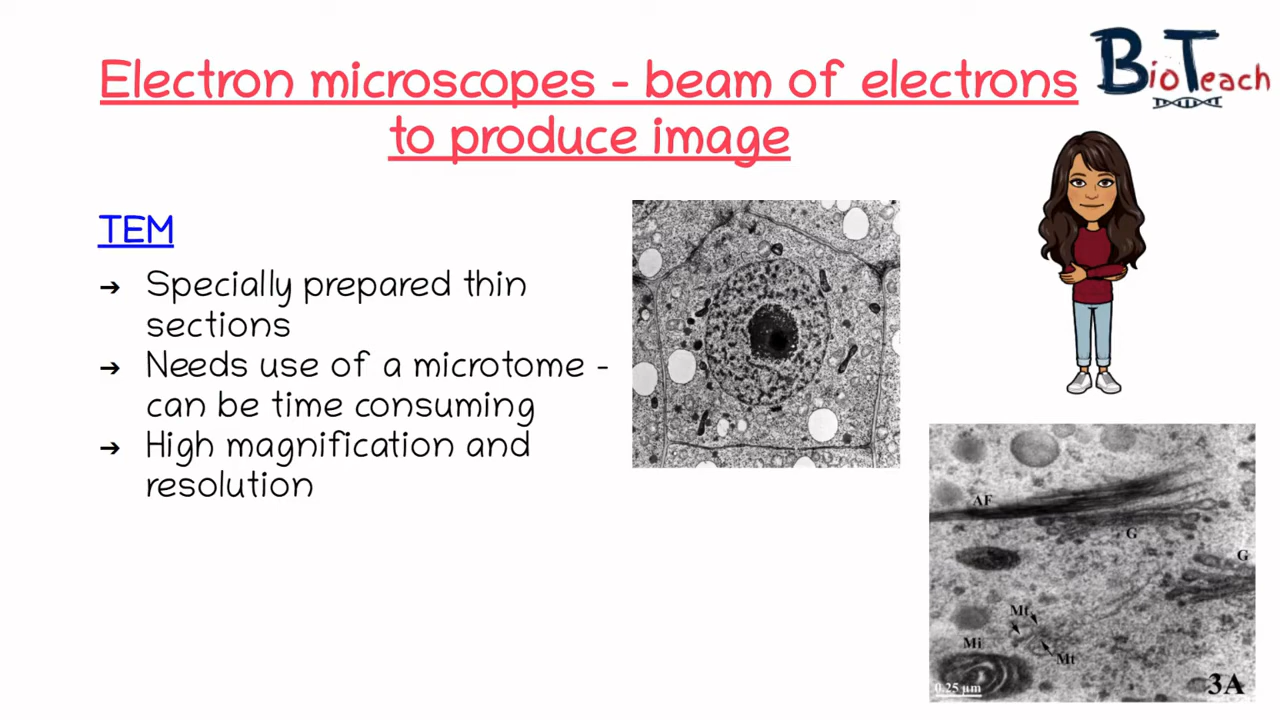 BioTeach
Electron microscopes - beam of electrons
to produce image
TEM
➔ Specially prepared thin
sections
➔ Needs use of a microtome -
can be time consuming
➔ High magnification and
resolution
AF
G
G
Mt
Mi
Mt
0.25 µm
3A